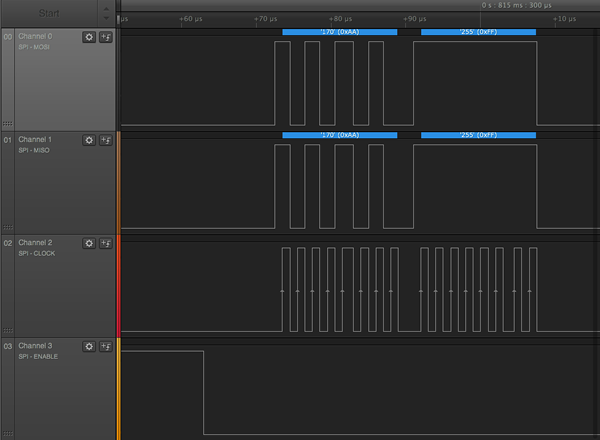 Start
0 s : 815 ms : 300 µs
µs
+60 µs
+70 µs
+80 µs
+90 µs
+10 µs
00
Channel 0
SPI - MOSI
'170' (0xAA)
'255' (0xFF)
01
Channel 1
SPI - MISO
'170' (0xAA)
'255' (0xFF)
02
Channel 2
SPI - CLOCK
03
Channel 3
SPI - ENABLE